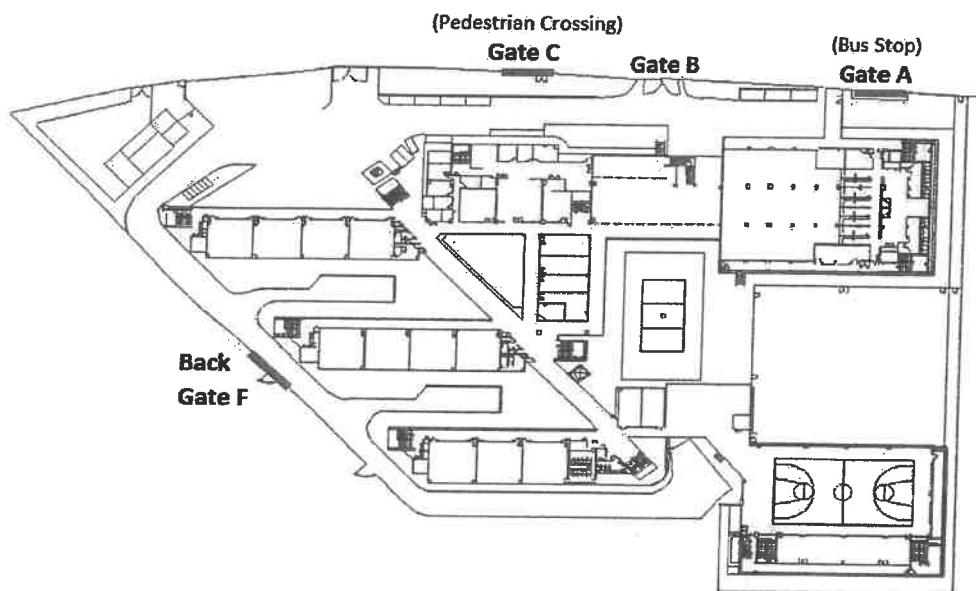 (Pedestrian Crossing)
Gate C
Gate B
(Bus Stop)
Gate A
Back
Gate F